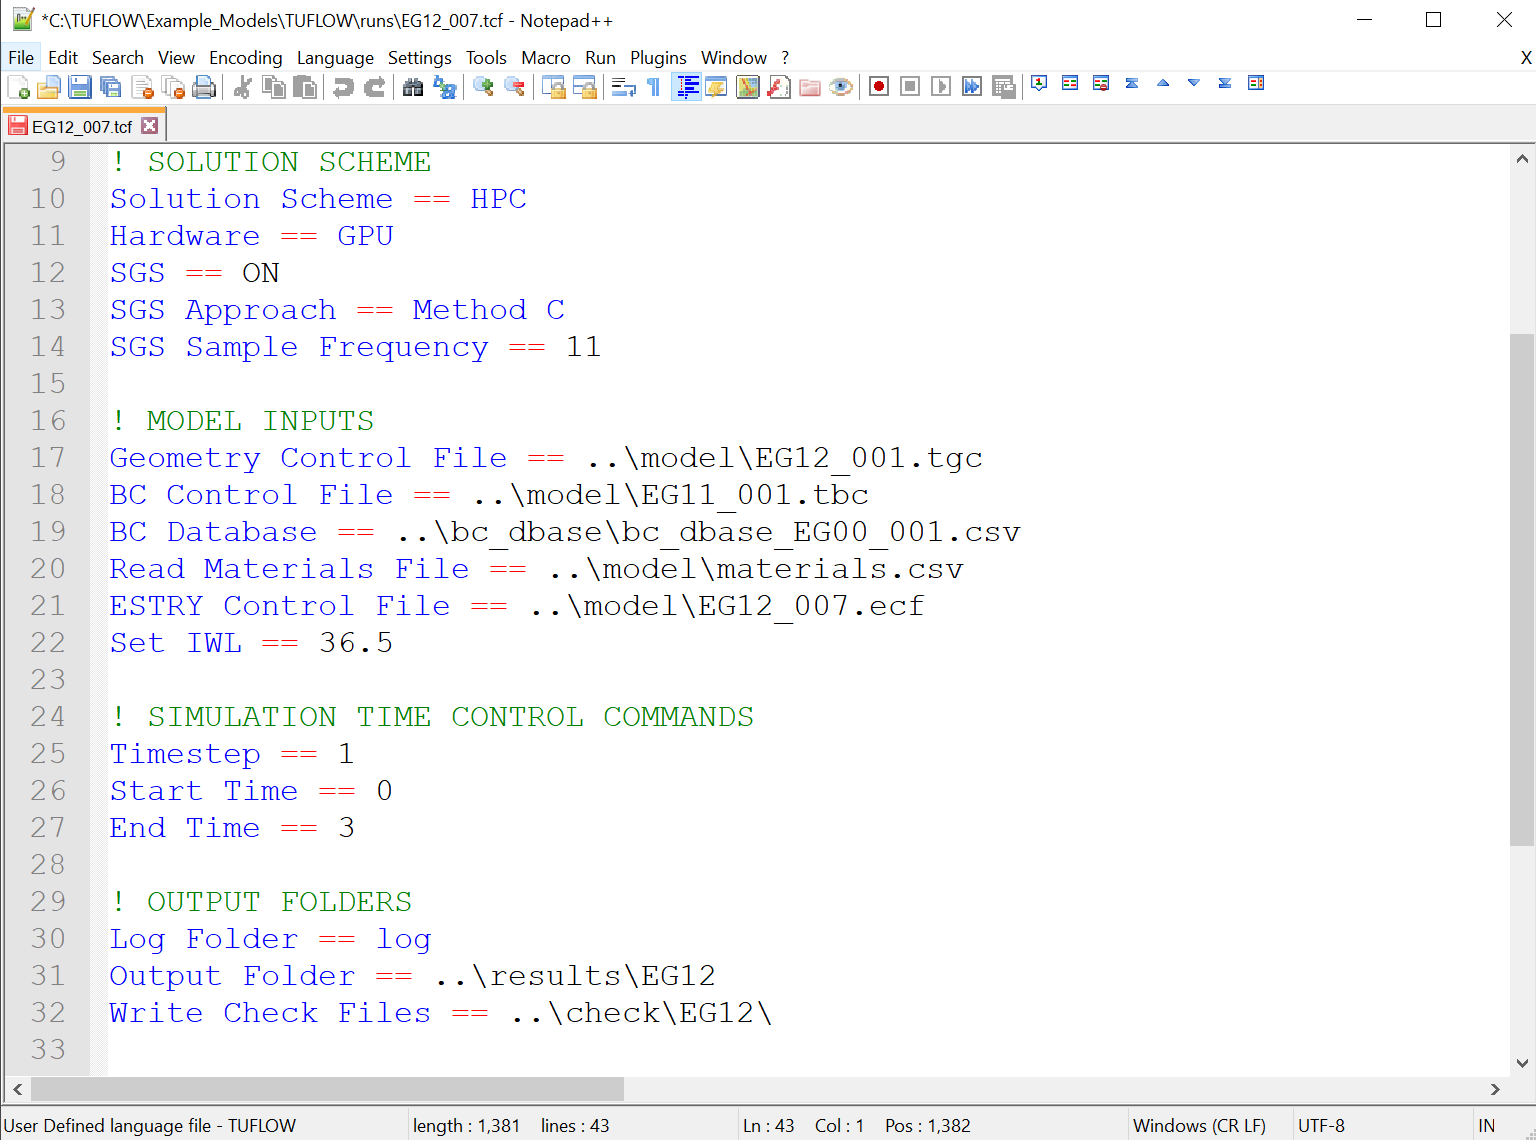 *C:\TUFLOW\Example_Models\TUFLOW\runs\EG12_007.tcf - Notepad++
File Edit Search View Encoding Language Settings Tools Macro Run Plugins Window ? X
EG12_007.tcf
9 ! SOLUTION SCHEME
10 Solution Scheme == HPC
11 Hardware == GPU
12 SGS == ON
13 SGS Approach == Method C
14 SGS Sample Frequency == 11
15
16 ! MODEL INPUTS
17 Geometry Control File == ..\model\EG12_001.tgc
18 BC Control File == ..\model\EG11_001.tbc
19 BC Database == ..\bc_dbase\bc_dbase_EG00_001.csv
20 Read Materials File == ..\model\materials.csv
21 ESTRY Control File == ..\model\EG12_007.ecf
22 Set IWL == 36.5
23
24 ! SIMULATION TIME CONTROL COMMANDS
25 Timestep == 1
26 Start Time == 0
27 End Time == 3
28
29 ! OUTPUT FOLDERS
30 Log Folder == log
31 Output Folder == ..\results\EG12
32 Write Check Files == ..\check\EG12\
33
User Defined language file - TUFLOW length : 1,381 lines : 43 Ln : 43 Col : 1 Pos : 1,382 Windows (CR LF) UTF-8 IN